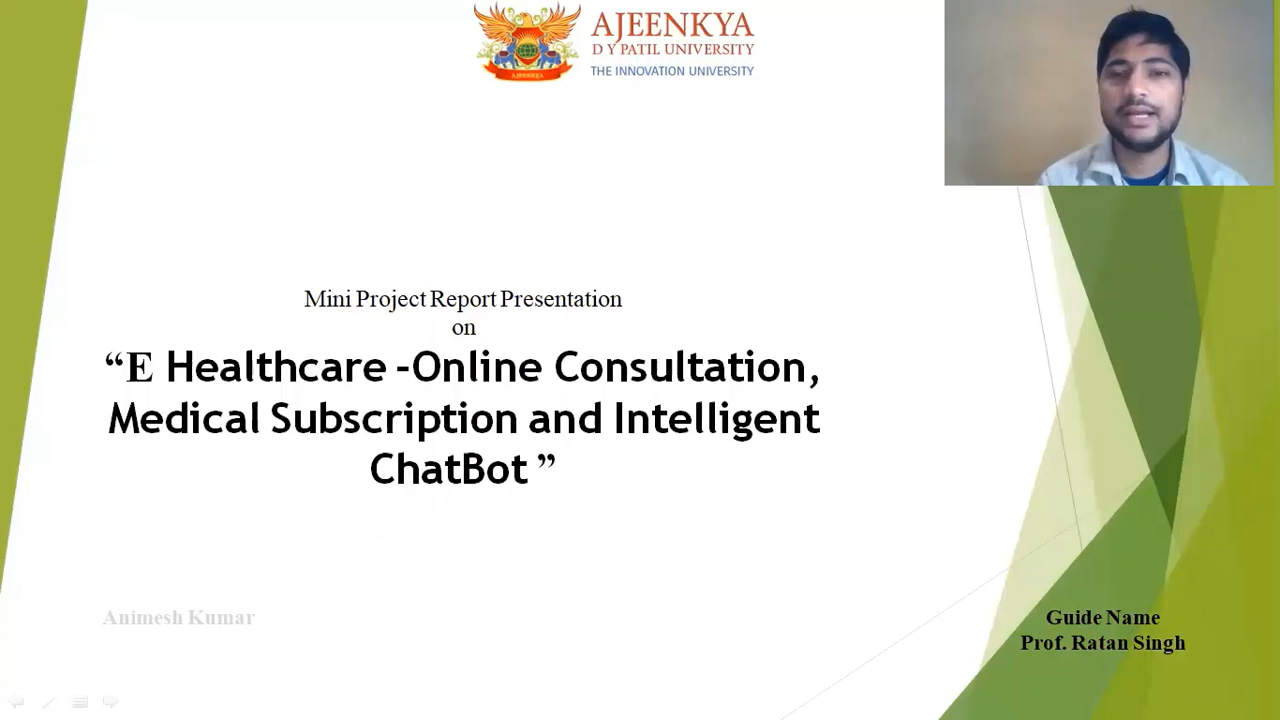 AJEENKYA
D Y PATIL UNIVERSITY
THE INNOVATION UNIVERSITY
AJEENKYA
Mini Project Report Presentation
on
“E Healthcare -Online Consultation,
Medical Subscription and Intelligent
ChatBot ”
Animesh Kumar
Guide Name
Prof. Ratan Singh